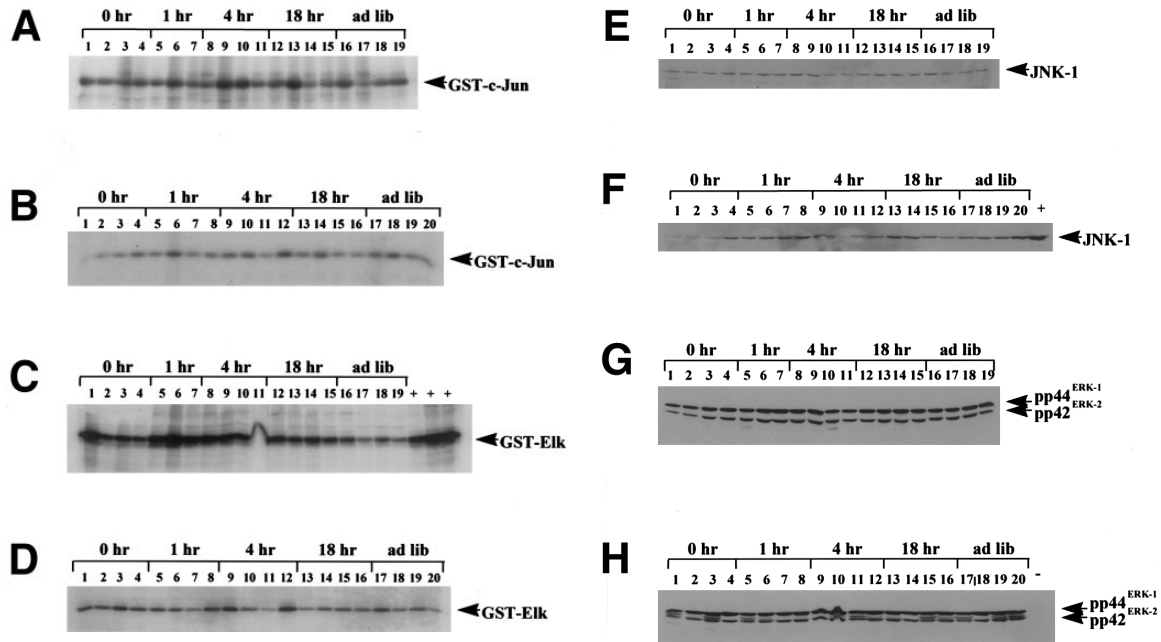 A
0 hr 1 hr 4 hr 18 hr ad lib
1 2 3 4 5 6 7 8 9 10 11 12 13 14 15 16 17 18 19
GST-c-Jun
B
0 hr 1 hr 4 hr 18 hr ad lib
1 2 3 4 5 6 7 8 9 10 11 12 13 14 15 16 17 18 19 20
GST-c-Jun
C
0 hr 1 hr 4 hr 18 hr ad lib
1 2 3 4 5 6 7 8 9 10 11 12 13 14 15 16 17 18 19 + + +
GST-Elk
D
0 hr 1 hr 4 hr 18 hr ad lib
1 2 3 4 5 6 7 8 9 10 11 12 13 14 15 16 17 18 19 20
GST-Elk
E
0 hr 1 hr 4 hr 18 hr ad lib
1 2 3 4 5 6 7 8 9 10 11 12 13 14 15 16 17 18 19
JNK-1
F
0 hr 1 hr 4 hr 18 hr ad lib
1 2 3 4 5 6 7 8 9 10 11 12 13 14 15 16 17 18 19 20 +
JNK-1
G
0 hr 1 hr 4 hr 18 hr ad lib
1 2 3 4 5 6 7 8 9 10 11 12 13 14 15 16 17 18 19
pp44 ERK-1
pp42 ERK-2
H
0 hr 1 hr 4 hr 18 hr ad lib
1 2 3 4 5 6 7 8 9 10 11 12 13 14 15 16 17 18 19 20 -
pp44 ERK-1
pp42 ERK-2